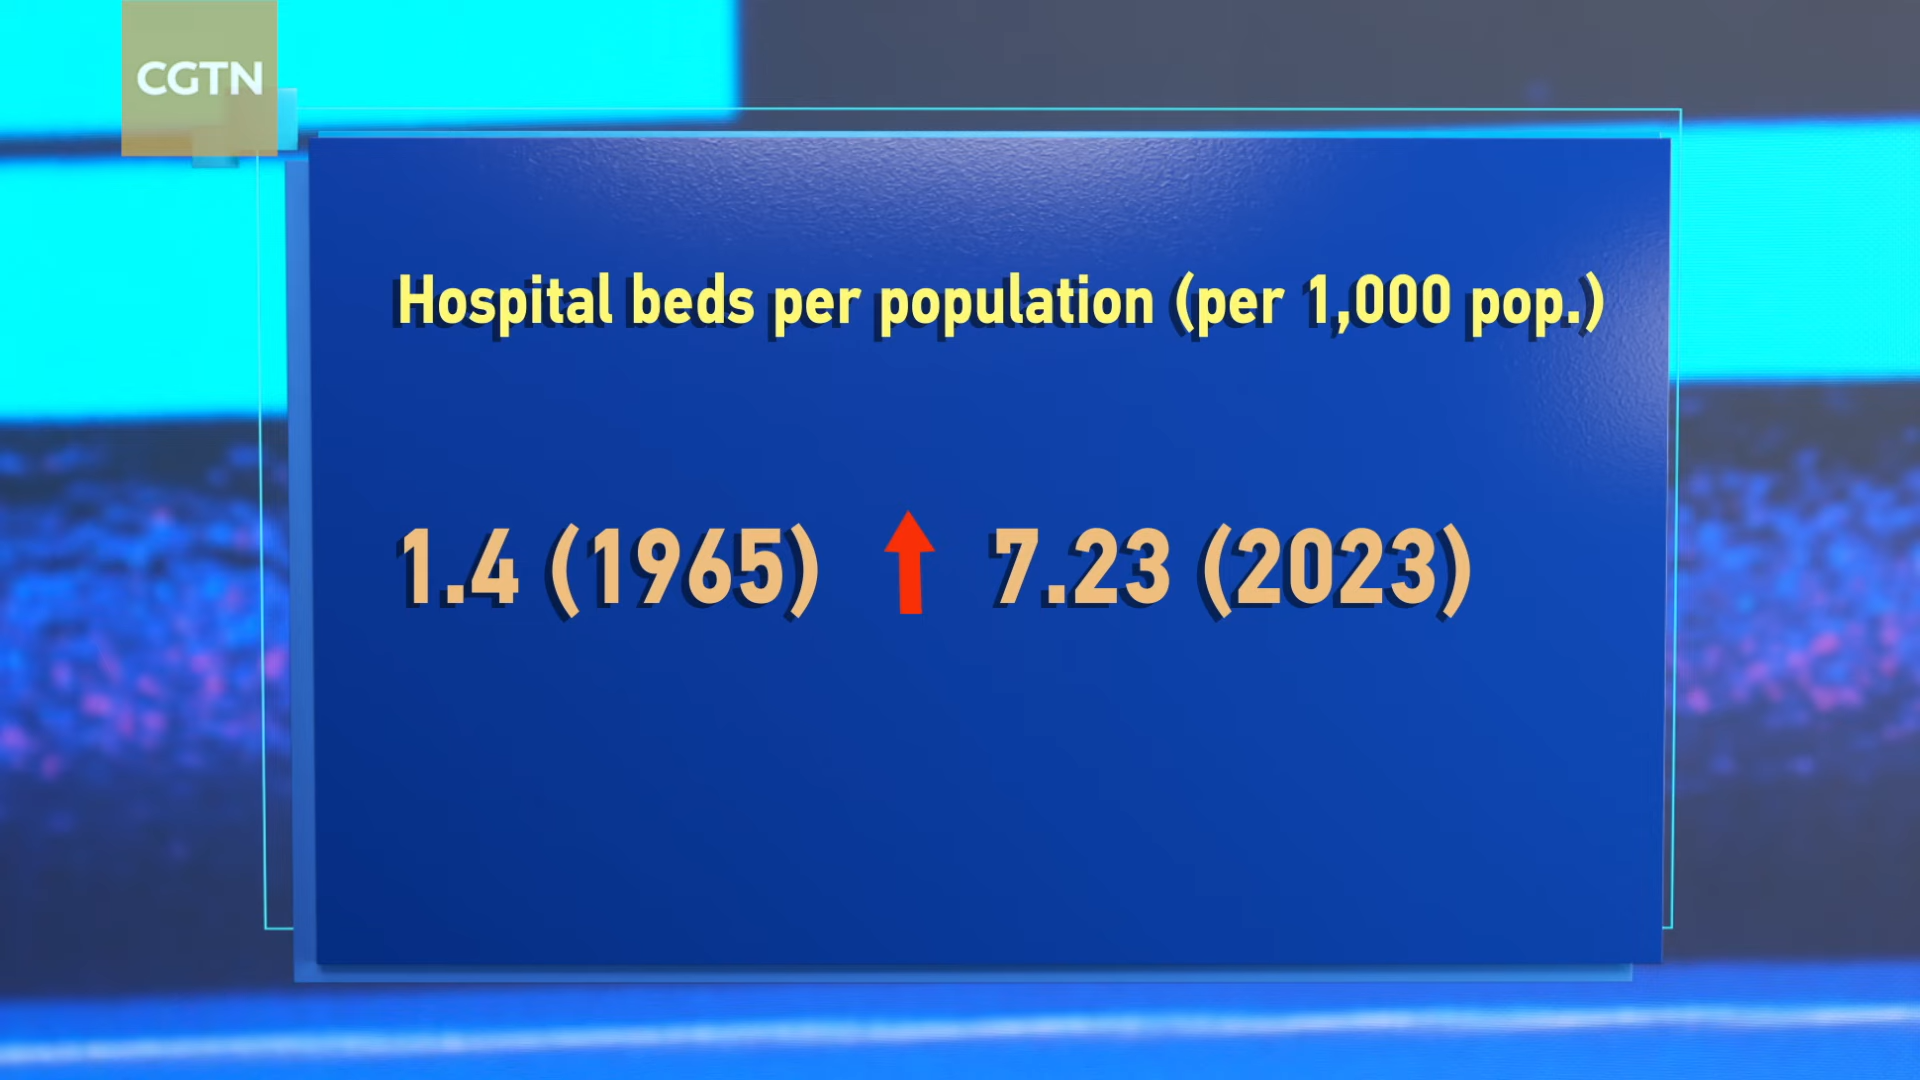 CGTN
Hospital beds per population (per 1,000 pop.)
1.4 (1965) 7.23 (2023)